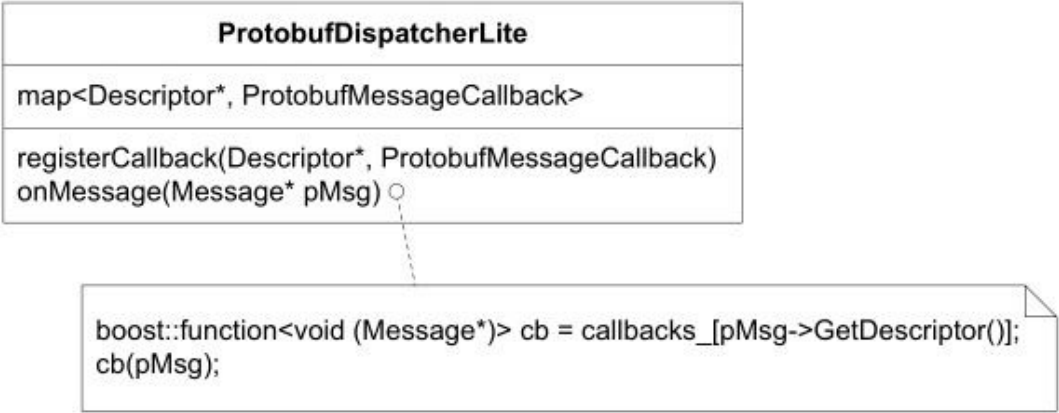 ProtobufDispatcherLite
map<Descriptor*, ProtobufMessageCallback>
registerCallback(Descriptor*, ProtobufMessageCallback)
onMessage(Message* pMsg)
boost::function<void (Message*)> cb = callbacks_[pMsg->GetDescriptor()];
cb(pMsg);